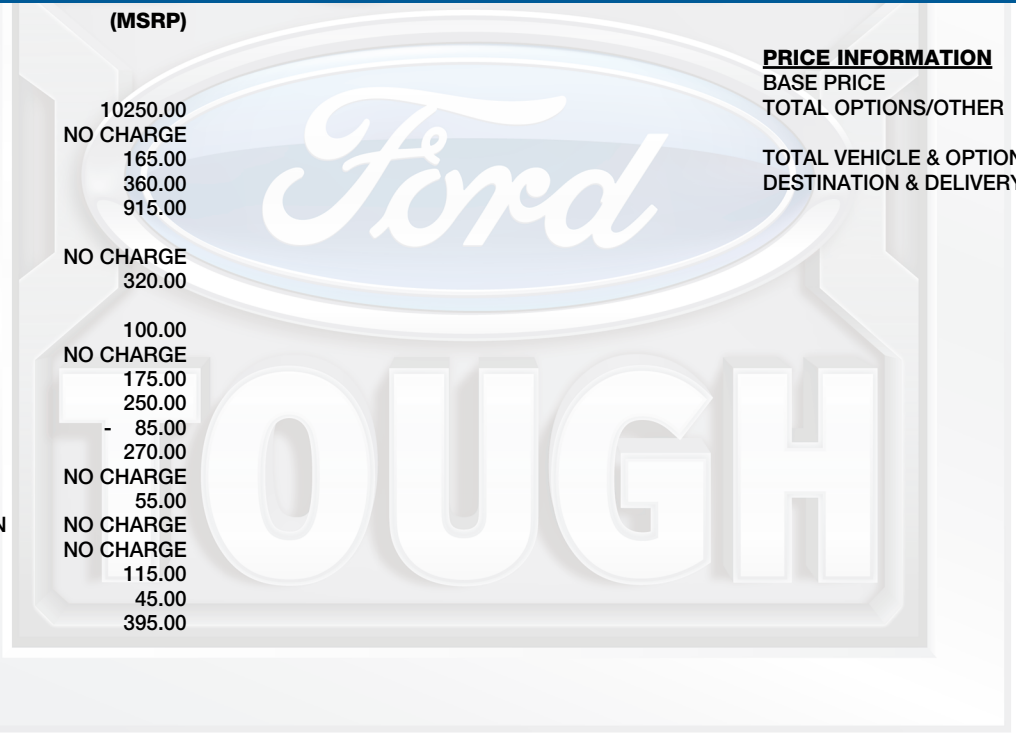 (MSRP)
10250.00
NO CHARGE
165.00
360.00
915.00
NO CHARGE
320.00
100.00
NO CHARGE
175.00
250.00
- 85.00
270.00
NO CHARGE
55.00
N NO CHARGE
NO CHARGE
115.00
45.00
395.00
PRICE INFORMATION
BASE PRICE
TOTAL OPTIONS/OTHER
TOTAL VEHICLE & OPTION
DESTINATION & DELIVERY
Ford
TOUGH